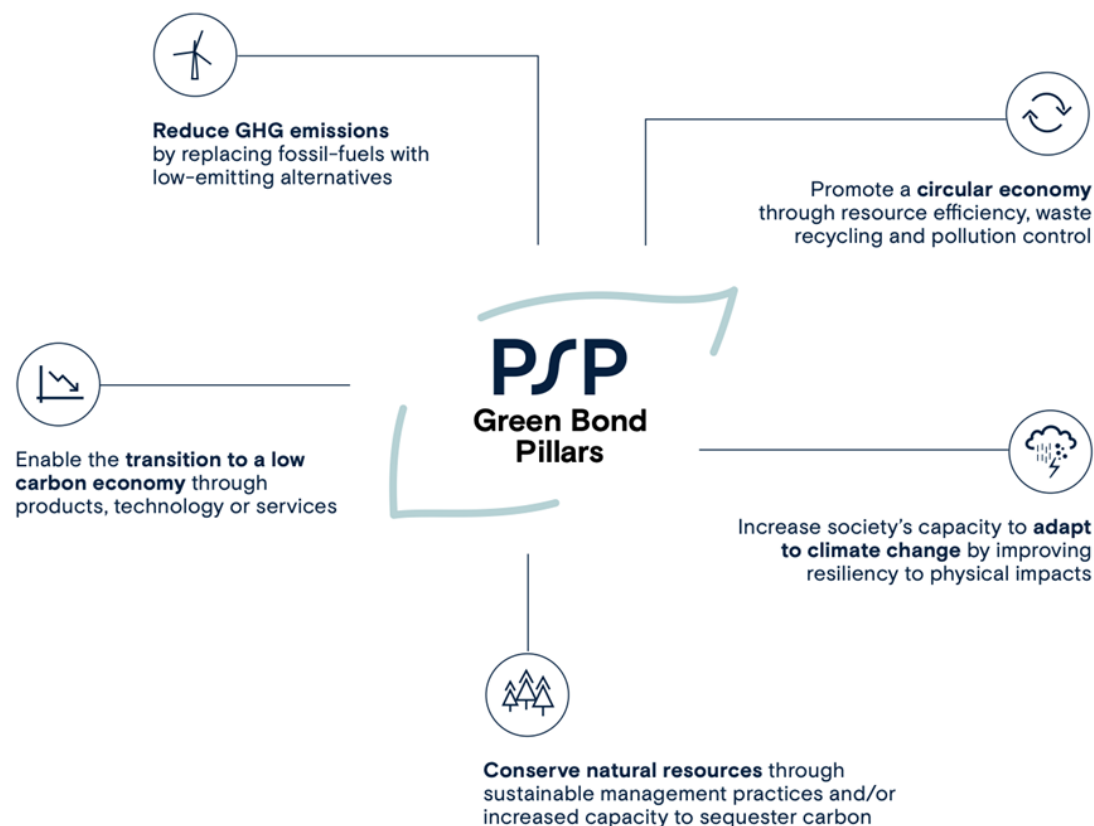 Reduce GHG emissions
by replacing fossil-fuels with
low-emitting alternatives
Promote a circular economy
through resource efficiency, waste
recycling and pollution control
PSP
Green Bond
Pillars
Enable the transition to a low
carbon economy through
products, technology or services
Increase society’s capacity to adapt
to climate change by improving
resiliency to physical impacts
Conserve natural resources through
sustainable management practices and/or
increased capacity to sequester carbon